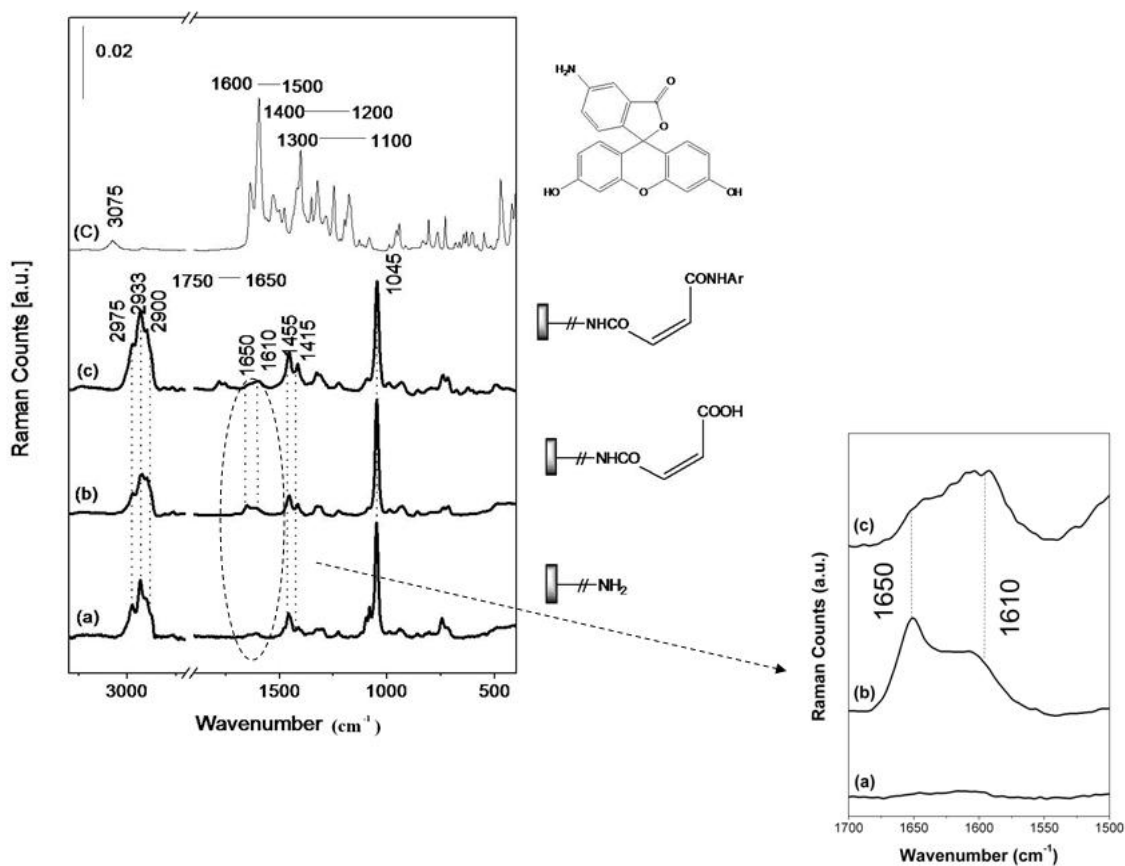 0.02
1600 — 1500
1400 — 1200
1300 — 1100
3075
(C)
1750 — 1650
1045
2975
2933
2900
1650
1610
1455
1415
(c)
(b)
(a)
Raman Counts [a.u.]
3000
1500
1000
500
Wavenumber (cm⁻¹)
H₂N
O
O
HO
O
OH
CONHAr
NHCO
COOH
NHCO
NH₂
(c)
1650
1610
(b)
(a)
Raman Counts (a.u.)
1700
1650
1600
1550
1500
Wavenumber (cm⁻¹)